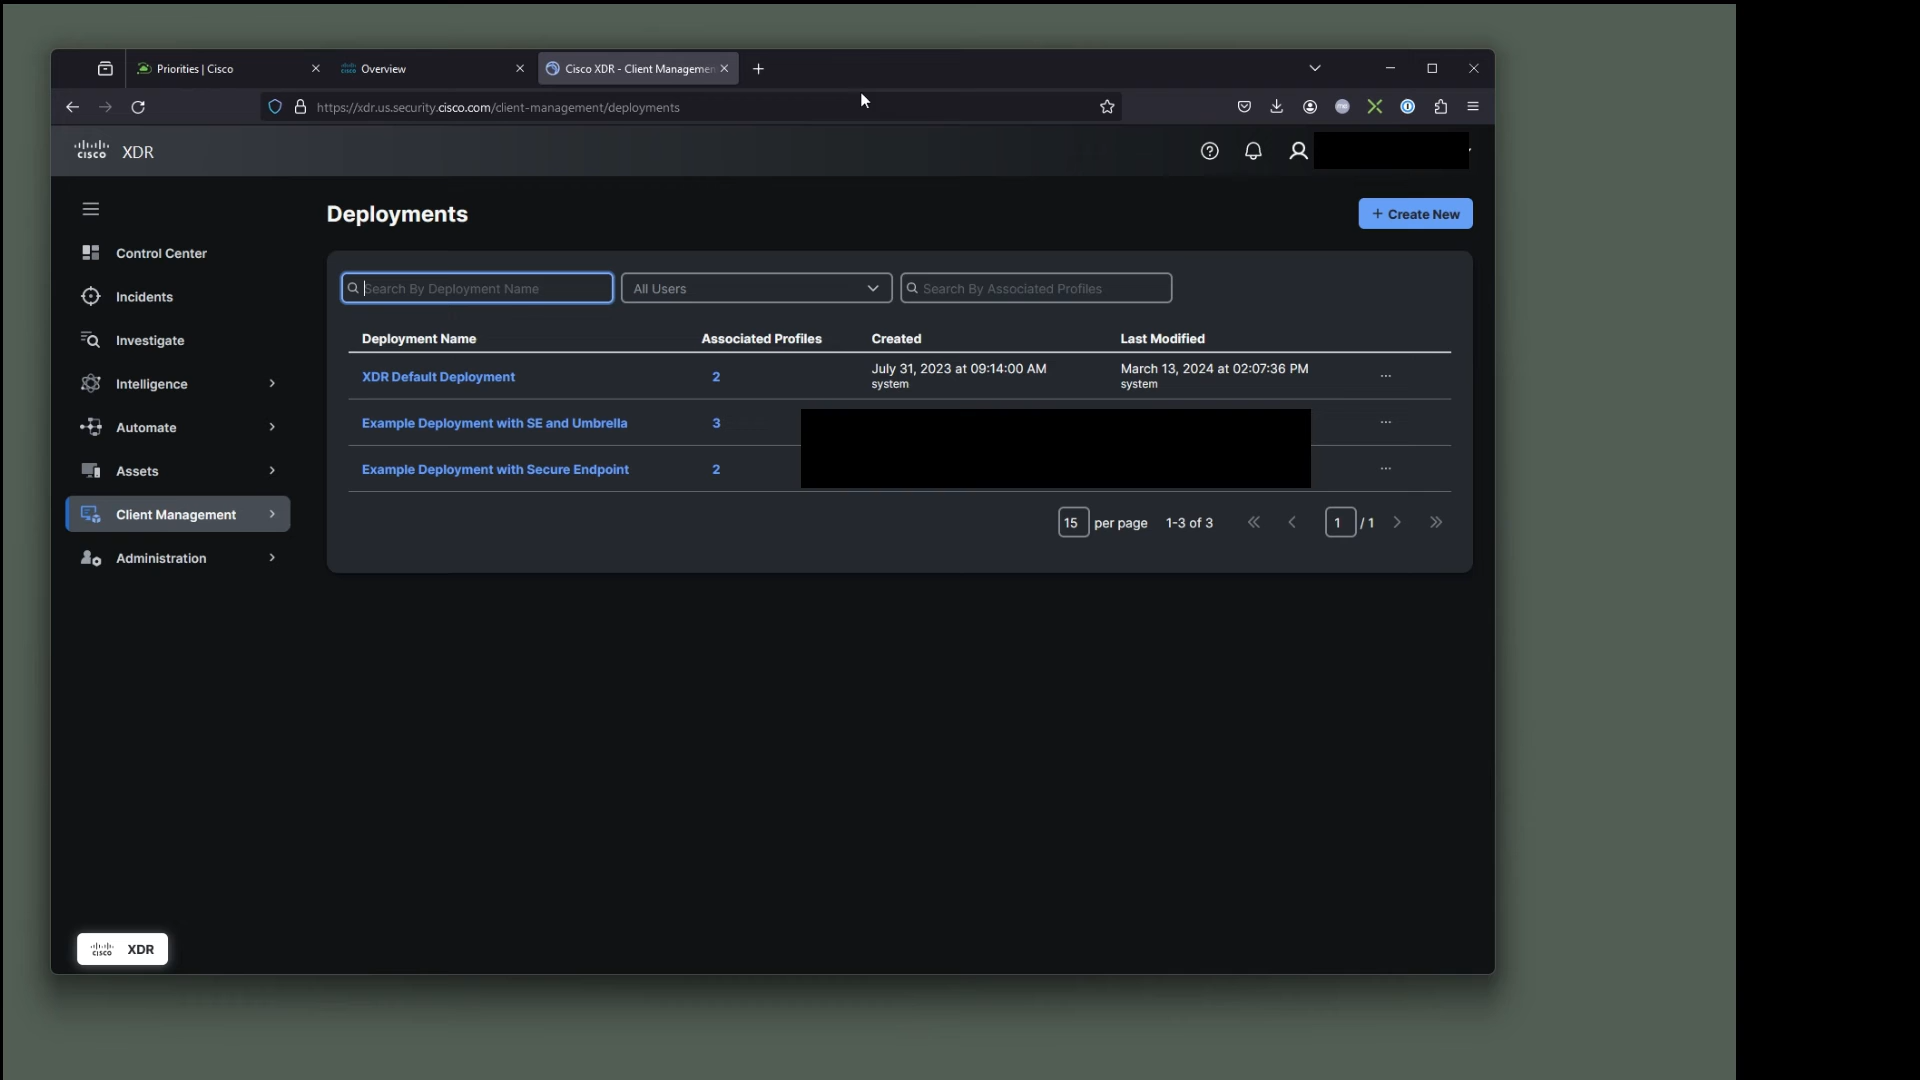 Priorities | Cisco
Overview
Cisco XDR - Client Managemen
https://xdr.us.security.cisco.com/client-management/deployments
CISCO XDR
Deployments
+ Create New
Control Center
Incidents
Investigate
Intelligence
Automate
Assets
Client Management
Administration
Search By Deployment Name
All Users
Search By Associated Profiles
Deployment Name Associated Profiles Created Last Modified
XDR Default Deployment 2 July 31, 2023 at 09:14:00 AM March 13, 2024 at 02:07:36 PM
system system
Example Deployment with SE and Umbrella 3
Example Deployment with Secure Endpoint 2
15 per page 1-3 of 3 1 / 1
CISCO XDR